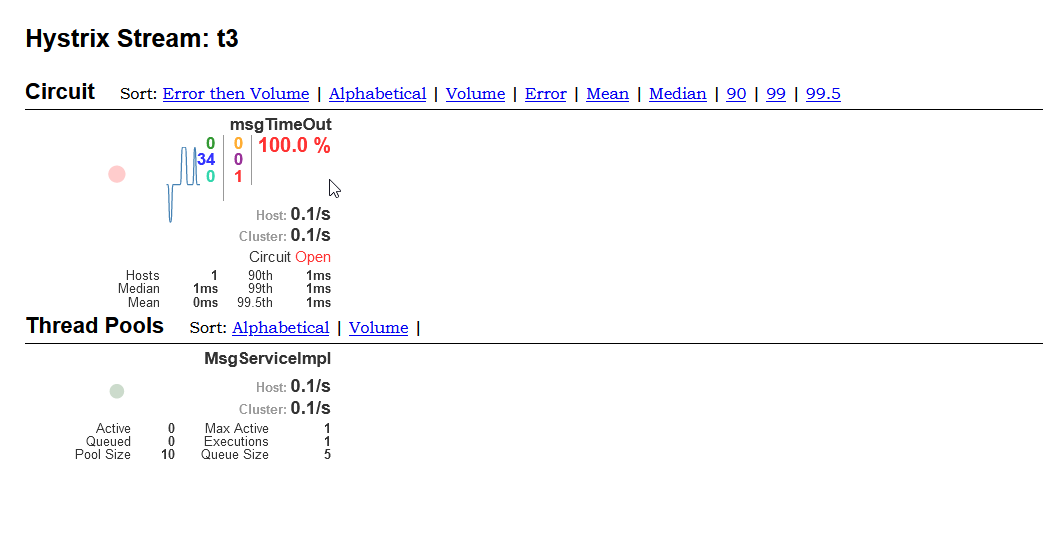 Hystrix Stream: t3
Circuit Sort: Error then Volume | Alphabetical | Volume | Error | Mean | Median | 90 | 99 | 99.5
msgTimeOut
0 0 100.0 %
34 0
0 1
Host: 0.1/s
Cluster: 0.1/s
Circuit Open
Hosts 1 90th 1ms
Median 1ms 99th 1ms
Mean 0ms 99.5th 1ms
Thread Pools Sort: Alphabetical | Volume |
MsgServiceImpl
Host: 0.1/s
Cluster: 0.1/s
Active 0 Max Active 1
Queued 0 Executions 1
Pool Size 10 Queue Size 5